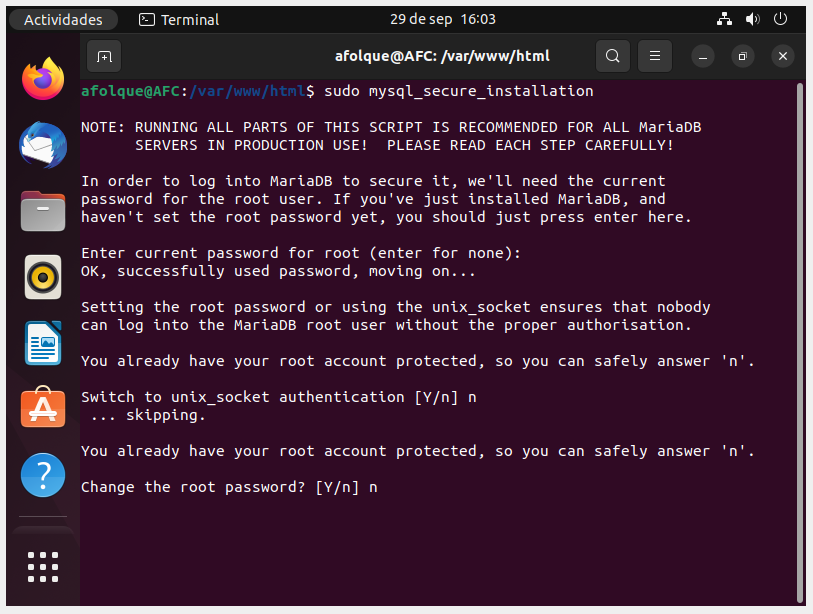 Actividades Terminal 29 de sep 16:03
afolque@AFC: /var/www/html
afolque@AFC:/var/www/html$ sudo mysql_secure_installation
NOTE: RUNNING ALL PARTS OF THIS SCRIPT IS RECOMMENDED FOR ALL MariaDB
      SERVERS IN PRODUCTION USE!  PLEASE READ EACH STEP CAREFULLY!
In order to log into MariaDB to secure it, we'll need the current
password for the root user. If you've just installed MariaDB, and
haven't set the root password yet, you should just press enter here.
Enter current password for root (enter for none):
OK, successfully used password, moving on...
Setting the root password or using the unix_socket ensures that nobody
can log into the MariaDB root user without the proper authorisation.
You already have your root account protected, so you can safely answer 'n'.
Switch to unix_socket authentication [Y/n] n
 ... skipping.
You already have your root account protected, so you can safely answer 'n'.
Change the root password? [Y/n] n